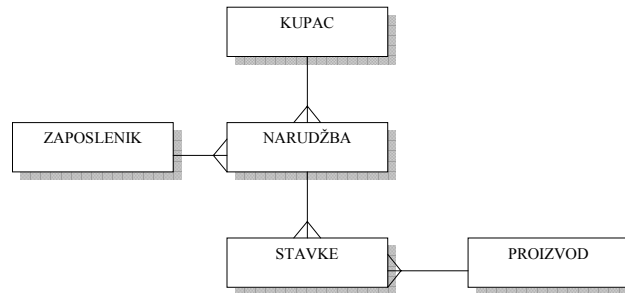 KUPAC
ZAPOSLENIK
NARUDŽBA
STAVKE
PROIZVOD